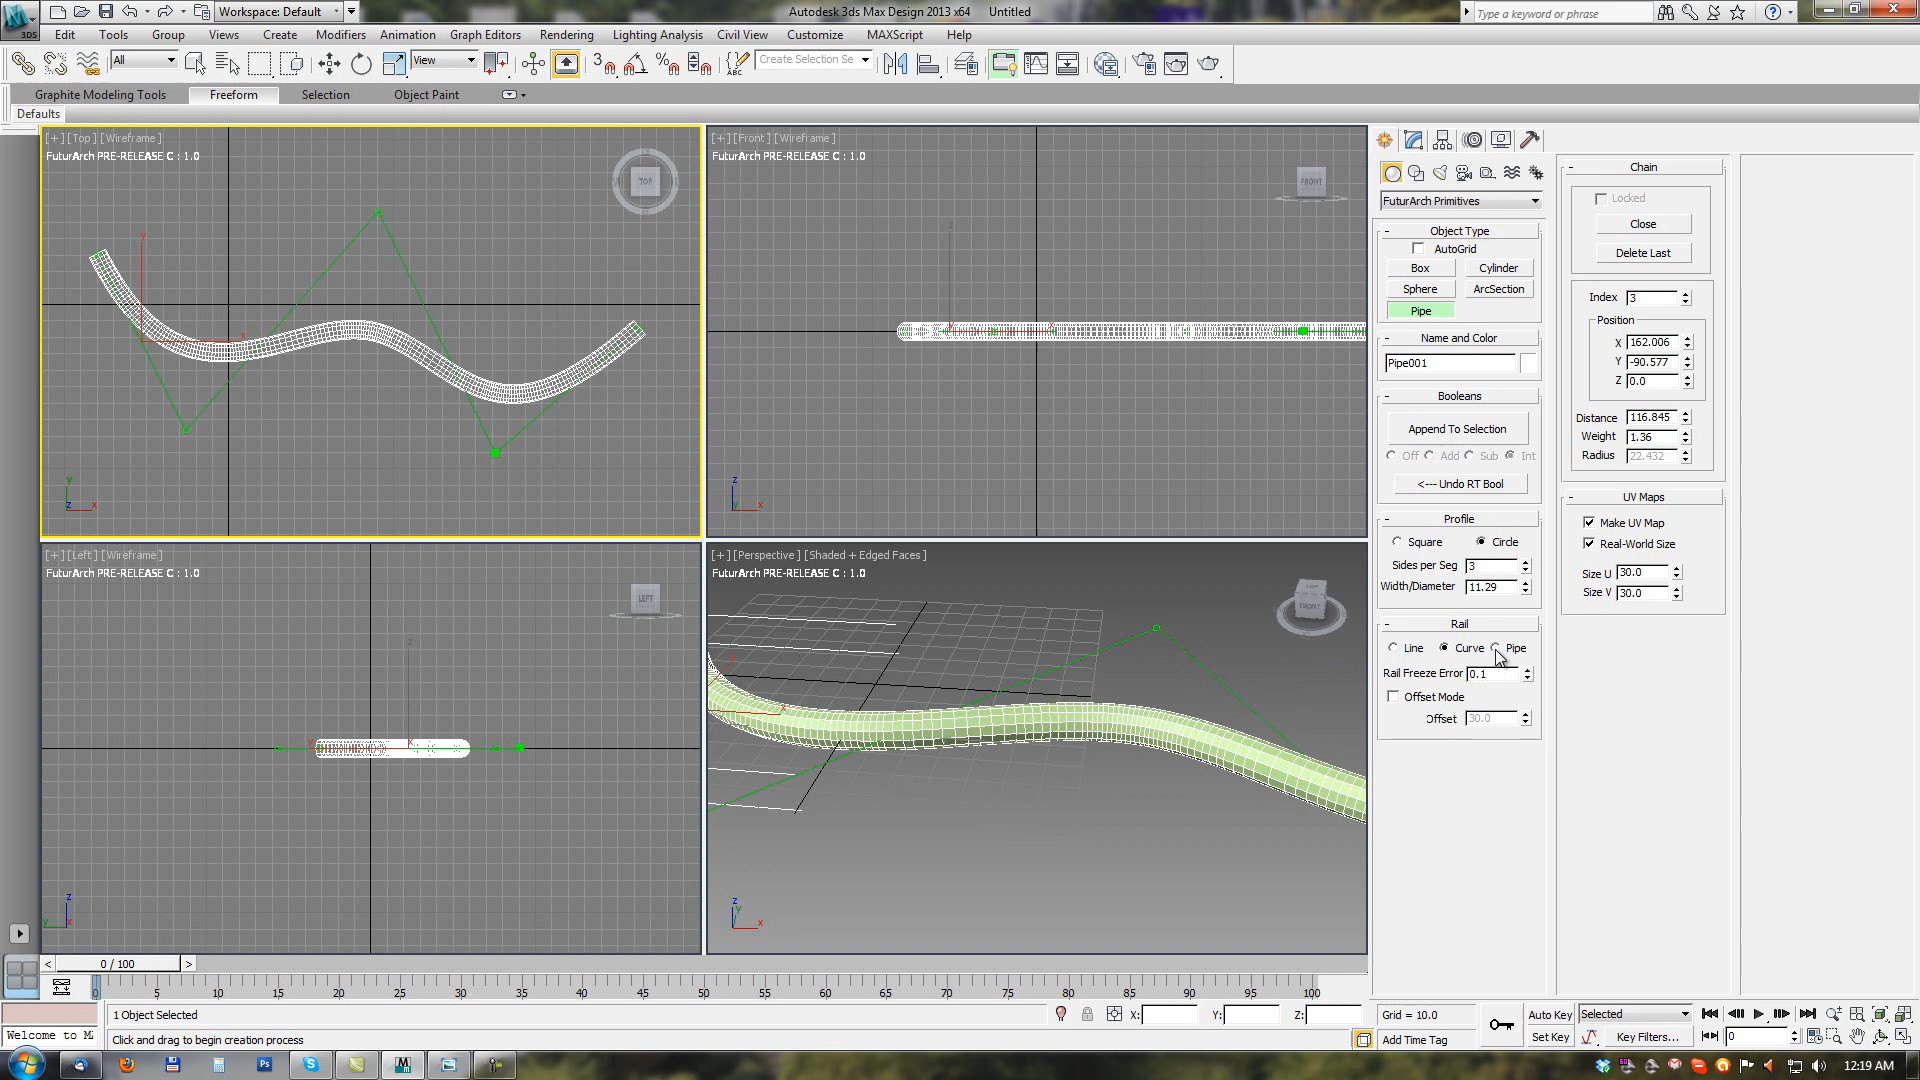 3DS
Workspace: Default
Autodesk 3ds Max Design 2013 x64 Untitled
Type a keyword or phrase
Edit Tools Group Views Create Modifiers Animation Graph Editors Rendering Lighting Analysis Civil View Customize MAXScript Help
All View Create Selection Se
Graphite Modeling Tools Freeform Selection Object Paint
Defaults
[+] [Top] [Wireframe]
FuturArch PRE-RELEASE C : 1.0
TOP
[+] [Front] [Wireframe]
FuturArch PRE-RELEASE C : 1.0
FRONT
[+] [Left] [Wireframe]
FuturArch PRE-RELEASE C : 1.0
LEFT
[+] [Perspective] [Shaded + Edged Faces]
FuturArch PRE-RELEASE C : 1.0
FRONT
FuturArch Primitives
Object Type
AutoGrid
Box Cylinder
Sphere ArcSection
Pipe
Name and Color
Pipe001
Booleans
Append To Selection
Off Add Sub Int
<--- Undo RT Bool
Profile
Square Circle
Sides per Seg 3
Width/Diameter 11.29
Rail
Line Curve Pipe
Rail Freeze Error 0.1
Offset Mode
Offset 30.0
Chain
Locked
Close
Delete Last
Index 3
Position
X 162.006
Y -90.577
Z 0.0
Distance 116.845
Weight 1.36
Radius 22.432
UV Maps
Make UV Map
Real-World Size
Size U 30.0
Size V 30.0
< 0 / 100 >
0 5 10 15 20 25 30 35 40 45 50 55 60 65 70 75 80 85 90 95 100
1 Object Selected X: Y: Z: Grid = 10.0 Auto Key Selected
Welcome to M
Click and drag to begin creation process Add Time Tag Set Key Key Filters... 0
12:19 AM